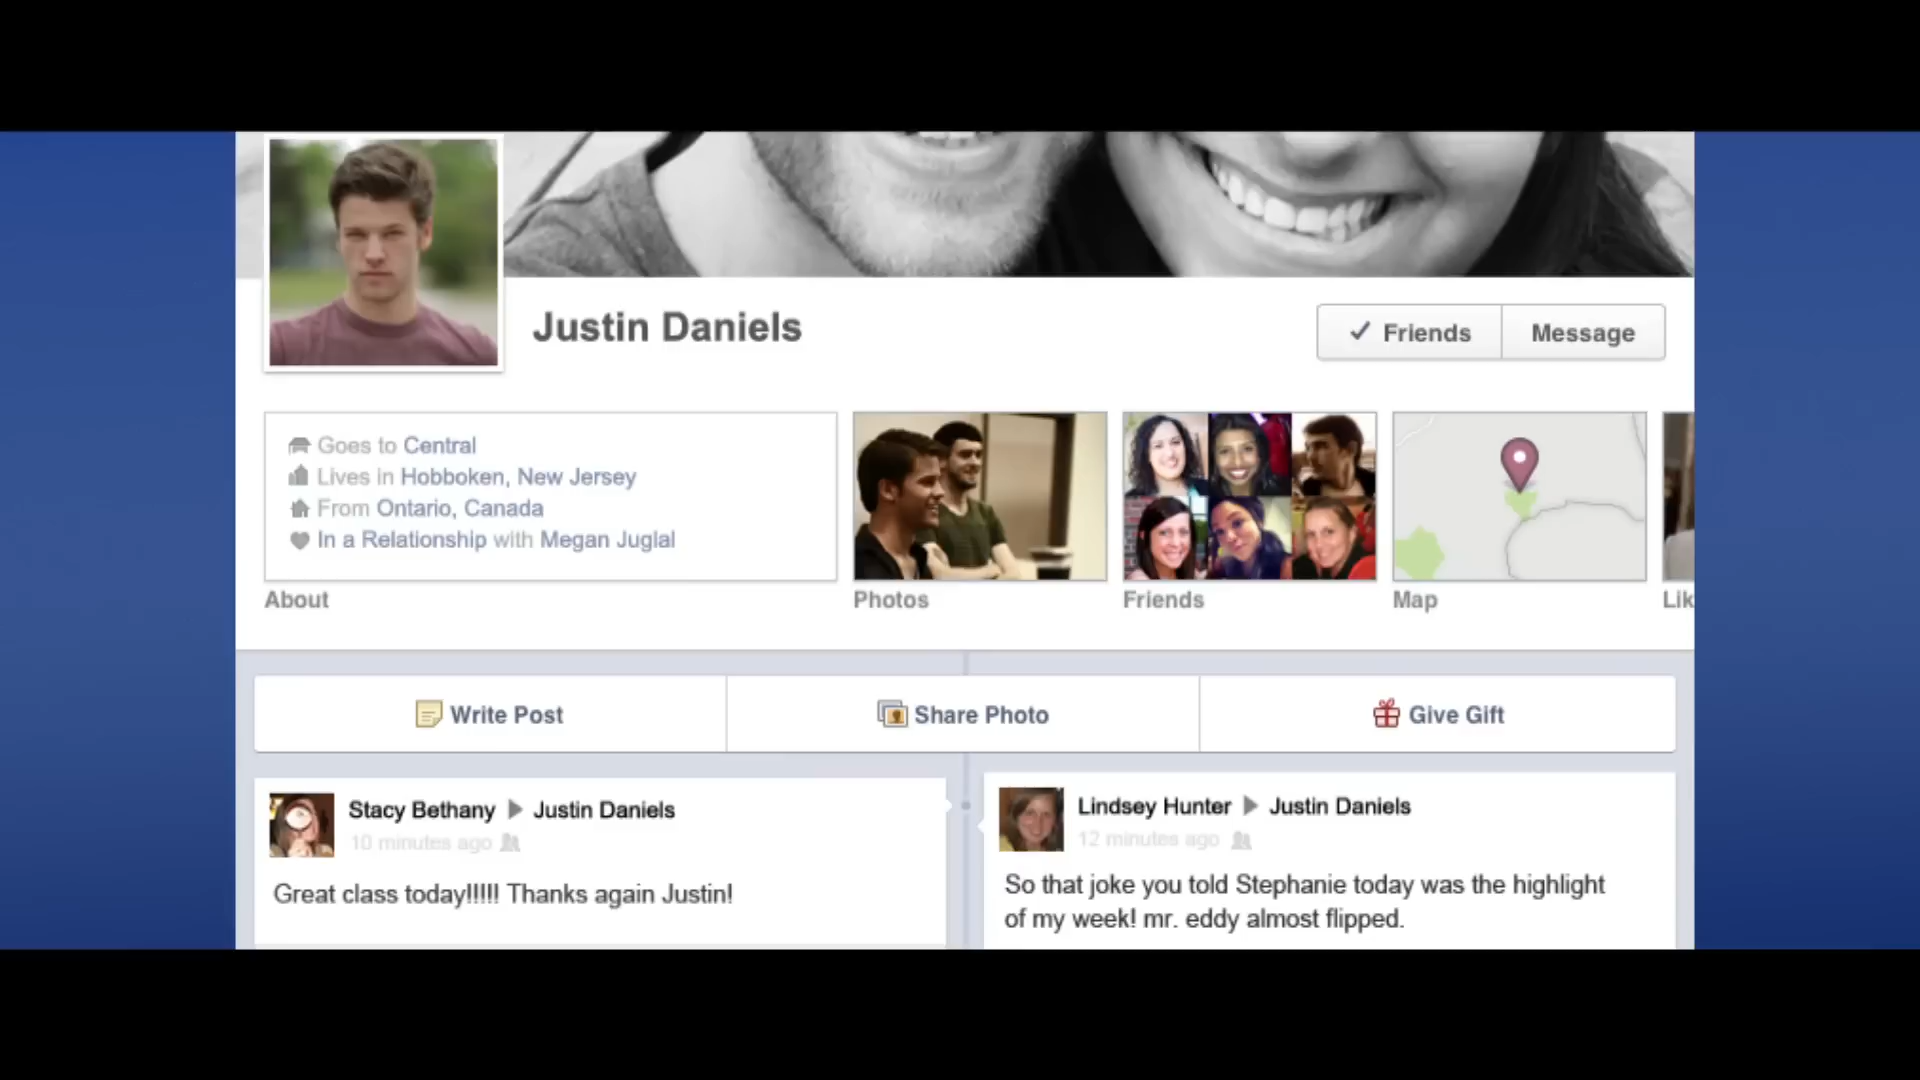 Justin Daniels
Friends
Message
Goes to Central
Lives in Hobboken, New Jersey
From Ontario, Canada
In a Relationship with Megan Juglal
About
Photos
Friends
Map
Lik
Write Post
Share Photo
Give Gift
Stacy Bethany Justin Daniels
10 minutes ago
Great class today!!!!! Thanks again Justin!
Lindsey Hunter Justin Daniels
12 minutes ago
So that joke you told Stephanie today was the highlight
of my week! mr. eddy almost flipped.